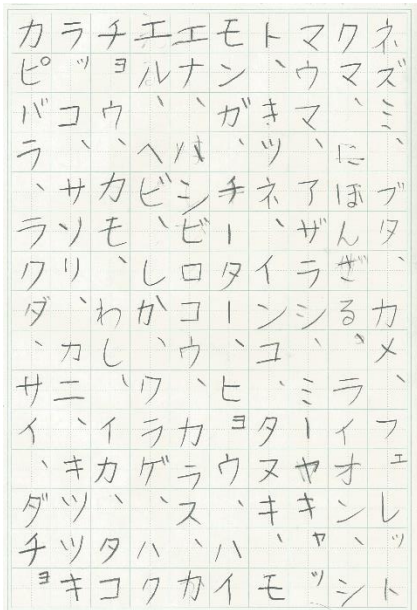 ネズミ、ブタ、カメ、フェレット
クマ、にほんざる、ライオン、シ
マウマ、アザラシ、ミーヤキャッ
ト、きツネ、インコ、タヌキ、モ
モンガ、チーター、ヒョウ、ハイ
エナ、ハシビロコウ、カラス、カ
エル、ヘビ、しか、クラゲ、ハク
チョウ、カモ、わし、イカ、タコ
ラッコ、サソリ、カニ、キツツキ
カピバラ、ラクダ、サイ、ダチョ